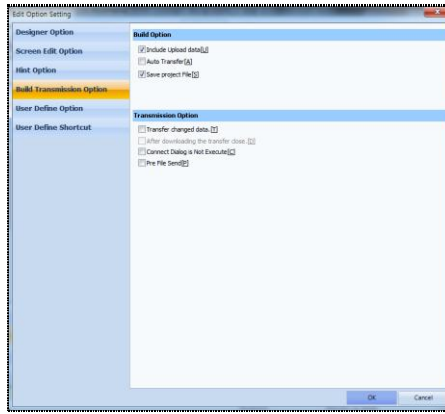 Edit Option Setting
Designer Option
Screen Edit Option
Hint Option
Build Transmission Option
User Define Option
User Define Shortcut
Build Option
Include Upload data[U]
Auto Transfer[A]
Save project File[S]
Transmission Option
Transfer changed data.[T]
After downloading the transfer close.[D]
Connect Dialog is Not Execute[C]
Pre File Send[P]
OK
Cancel